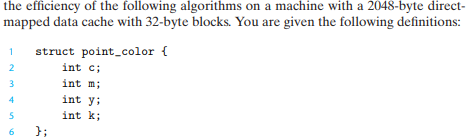 the efficiency of the following algorithms on a machine with a 2048-byte direct-
mapped data cache with 32-byte blocks. You are given the following definitions:
1 struct point_color {
2 int c;
3 int m;
4 int y;
5 int k;
6 };